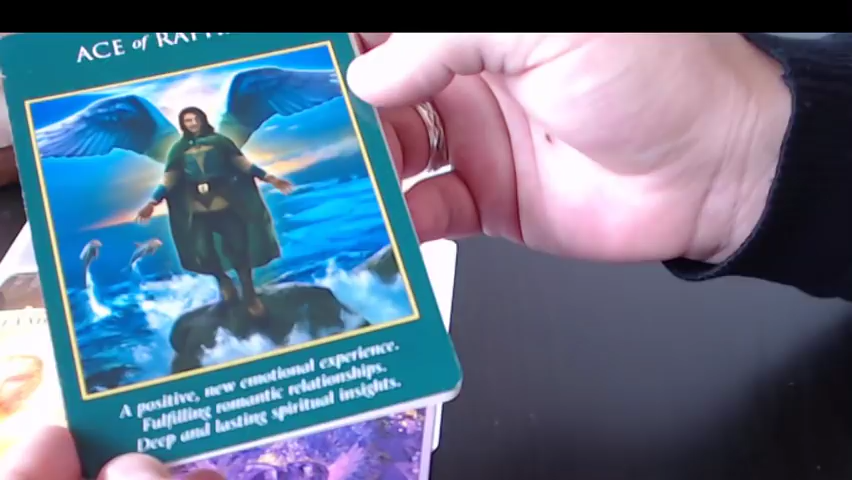 ACE of
A positive, new emotional experience.
Fulfilling romantic relationships.
Deep and lasting spiritual insights.